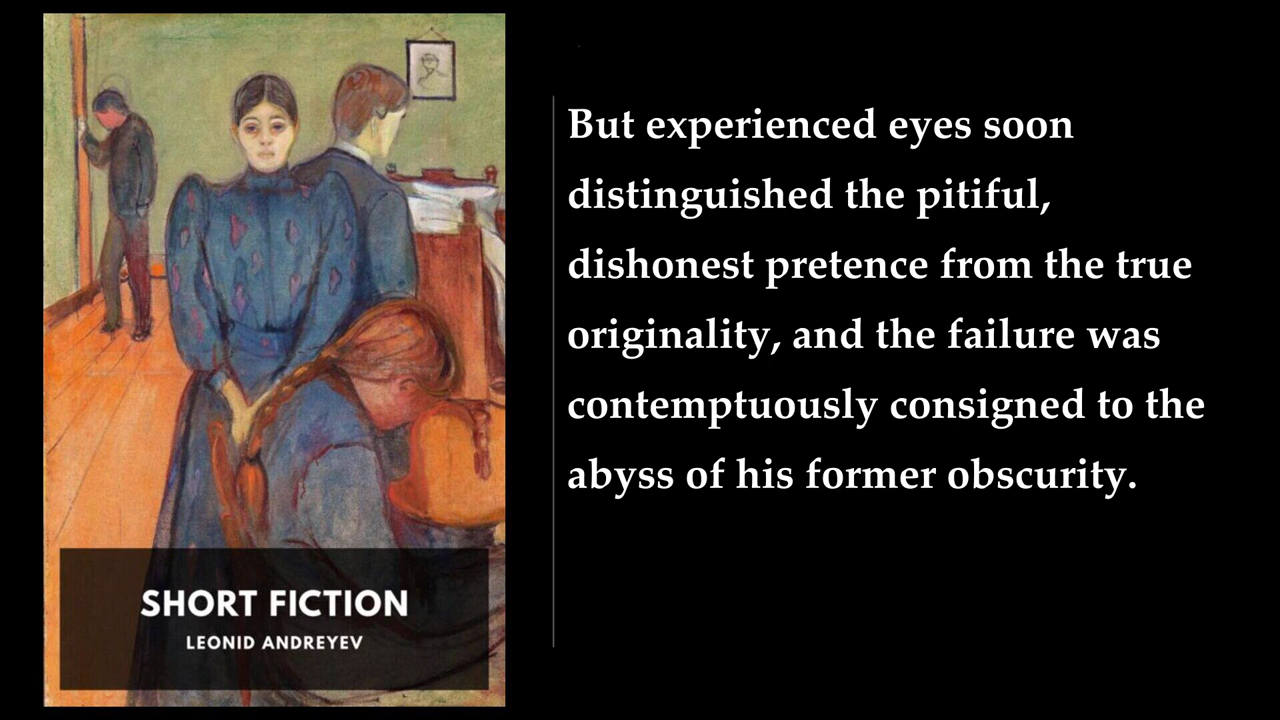 SHORT FICTION
LEONID ANDREYEV
But experienced eyes soon
distinguished the pitiful,
dishonest pretence from the true
originality, and the failure was
contemptuously consigned to the
abyss of his former obscurity.